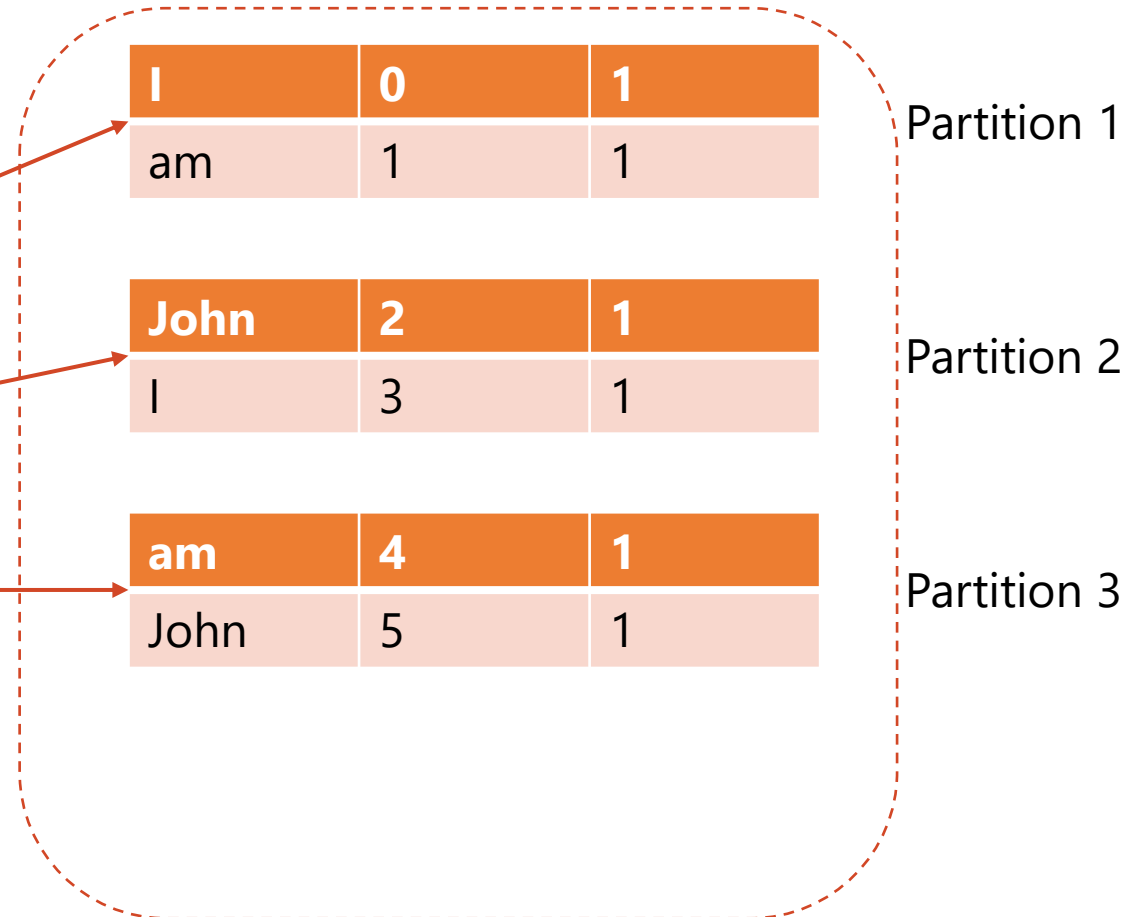 I 0 1
Partition 1
am 1 1
John 2 1
Partition 2
I 3 1
am 4 1
Partition 3
John 5 1